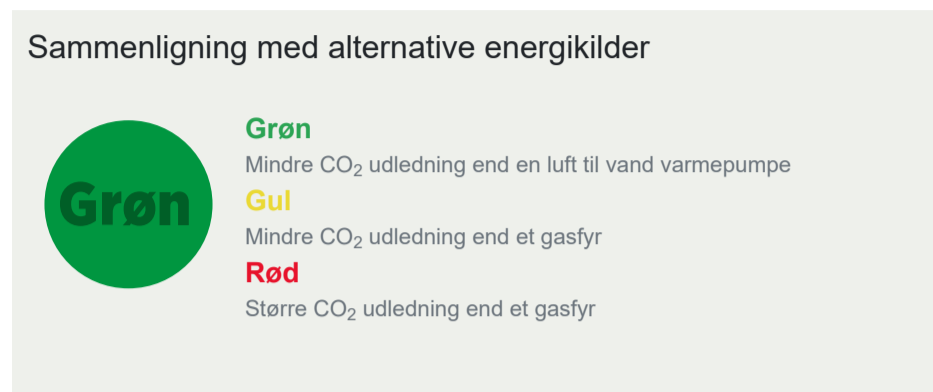 Sammenligning med alternative energikilder
Grøn
Grøn
Mindre CO₂ udledning end en luft til vand varmepumpe
Gul
Mindre CO₂ udledning end et gasfyr
Rød
Større CO₂ udledning end et gasfyr